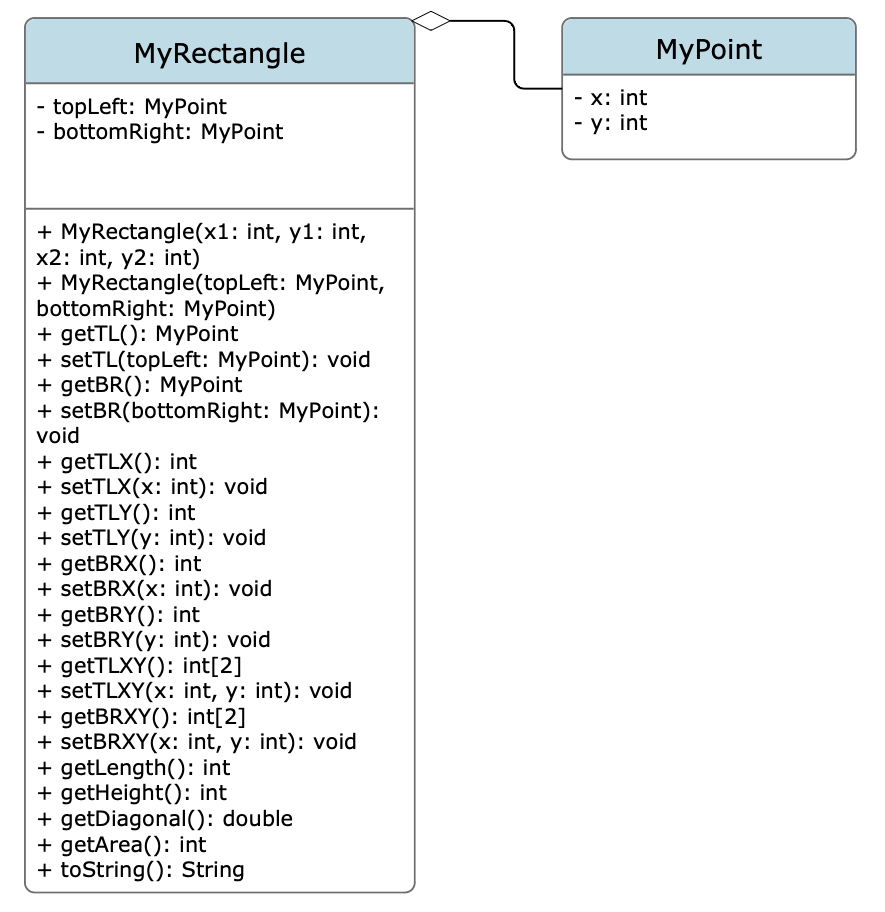 MyRectangle
- topLeft: MyPoint
- bottomRight: MyPoint
+ MyRectangle(x1: int, y1: int,
x2: int, y2: int)
+ MyRectangle(topLeft: MyPoint,
bottomRight: MyPoint)
+ getTL(): MyPoint
+ setTL(topLeft: MyPoint): void
+ getBR(): MyPoint
+ setBR(bottomRight: MyPoint):
void
+ getTLX(): int
+ setTLX(x: int): void
+ getTLY(): int
+ setTLY(y: int): void
+ getBRX(): int
+ setBRX(x: int): void
+ getBRY(): int
+ setBRY(y: int): void
+ getTLXY(): int[2]
+ setTLXY(x: int, y: int): void
+ getBRXY(): int[2]
+ setBRXY(x: int, y: int): void
+ getLength(): int
+ getHeight(): int
+ getDiagonal(): double
+ getArea(): int
+ toString(): String
MyPoint
- x: int
- y: int